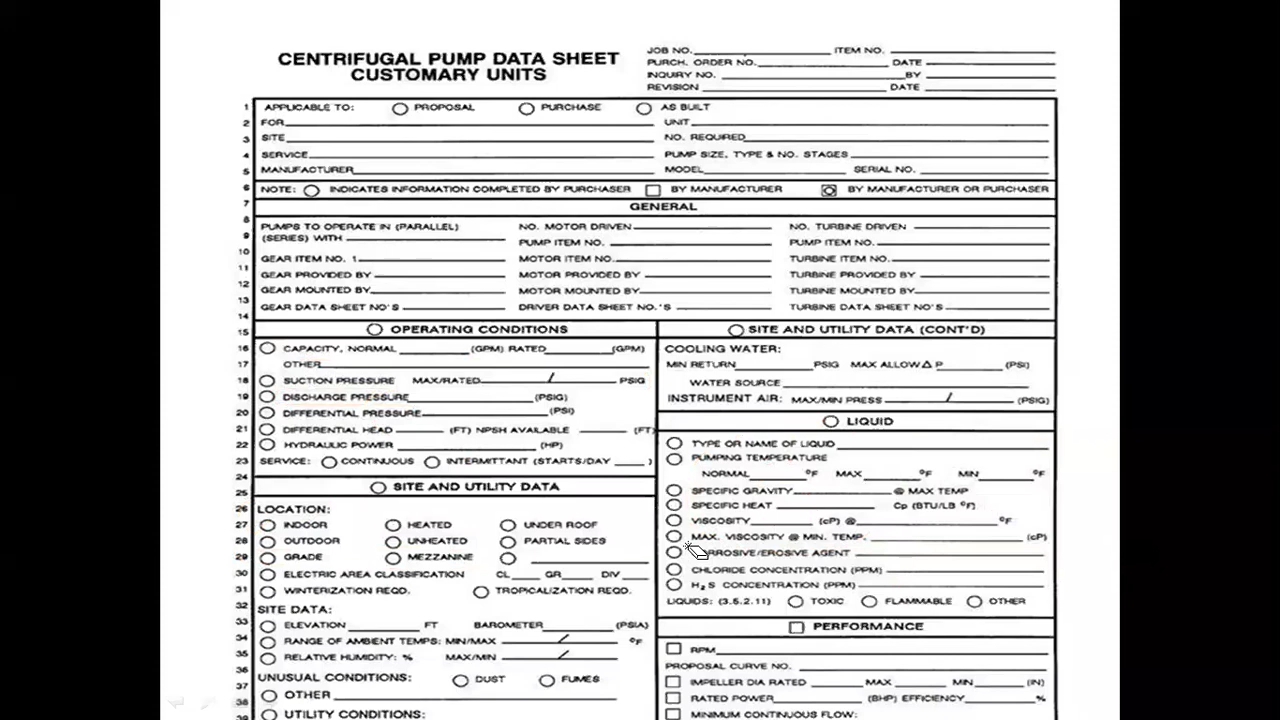 CENTRIFUGAL PUMP DATA SHEET
CUSTOMARY UNITS
JOB NO. ITEM NO.
PURCH. ORDER NO. DATE
INQUIRY NO. BY
REVISION DATE
1 APPLICABLE TO: PROPOSAL PURCHASE AS BUILT
2 FOR UNIT
3 SITE NO. REQUIRED
4 SERVICE PUMP SIZE, TYPE & NO. STAGES
5 MANUFACTURER MODEL SERIAL NO.
6 NOTE: INDICATES INFORMATION COMPLETED BY PURCHASER BY MANUFACTURER BY MANUFACTURER OR PURCHASER
7 GENERAL
8 PUMPS TO OPERATE IN (PARALLEL) NO. MOTOR DRIVEN NO. TURBINE DRIVEN
9 (SERIES) WITH PUMP ITEM NO. PUMP ITEM NO.
10 GEAR ITEM NO. 1 MOTOR ITEM NO. TURBINE ITEM NO.
11 GEAR PROVIDED BY MOTOR PROVIDED BY TURBINE PROVIDED BY
12 GEAR MOUNTED BY MOTOR MOUNTED BY TURBINE MOUNTED BY
13 GEAR DATA SHEET NO'S DRIVER DATA SHEET NO.'S TURBINE DATA SHEET NO'S
14
15 OPERATING CONDITIONS
16 CAPACITY, NORMAL (GPM) RATED (GPM)
17 OTHER
18 SUCTION PRESSURE MAX/RATED / PSIG
19 DISCHARGE PRESSURE (PSIG)
20 DIFFERENTIAL PRESSURE (PSI)
21 DIFFERENTIAL HEAD (FT) NPSH AVAILABLE (FT)
22 HYDRAULIC POWER (HP)
23 SERVICE: CONTINUOUS INTERMITTANT (STARTS/DAY )
24
25 SITE AND UTILITY DATA
26 LOCATION:
27 INDOOR HEATED UNDER ROOF
28 OUTDOOR UNHEATED PARTIAL SIDES
29 GRADE MEZZANINE
30 ELECTRIC AREA CLASSIFICATION CL GR DIV
31 WINTERIZATION REQD. TROPICALIZATION REQD.
32 SITE DATA:
33 ELEVATION FT BAROMETER (PSIA)
34 RANGE OF AMBIENT TEMPS: MIN/MAX / °F
35 RELATIVE HUMIDITY: % MAX/MIN /
36 UNUSUAL CONDITIONS: DUST FUMES
37 OTHER
38
39 UTILITY CONDITIONS:
SITE AND UTILITY DATA (CONT'D)
COOLING WATER:
MIN RETURN PSIG MAX ALLOW Δ P (PSI)
WATER SOURCE
INSTRUMENT AIR: MAX/MIN PRESS / (PSIG)
LIQUID
TYPE OR NAME OF LIQUID
PUMPING TEMPERATURE
NORMAL °F MAX °F MIN °F
SPECIFIC GRAVITY @ MAX TEMP
SPECIFIC HEAT Cp (BTU/LB °F)
VISCOSITY (cP) @ °F
MAX. VISCOSITY @ MIN. TEMP. (cP)
CORROSIVE/EROSIVE AGENT
CHLORIDE CONCENTRATION (PPM)
H₂S CONCENTRATION (PPM)
LIQUIDS: (3.5.2.11) TOXIC FLAMMABLE OTHER
PERFORMANCE
RPM
PROPOSAL CURVE NO.
IMPELLER DIA RATED MAX MIN (IN)
RATED POWER (BHP) EFFICIENCY %
MINIMUM CONTINUOUS FLOW: